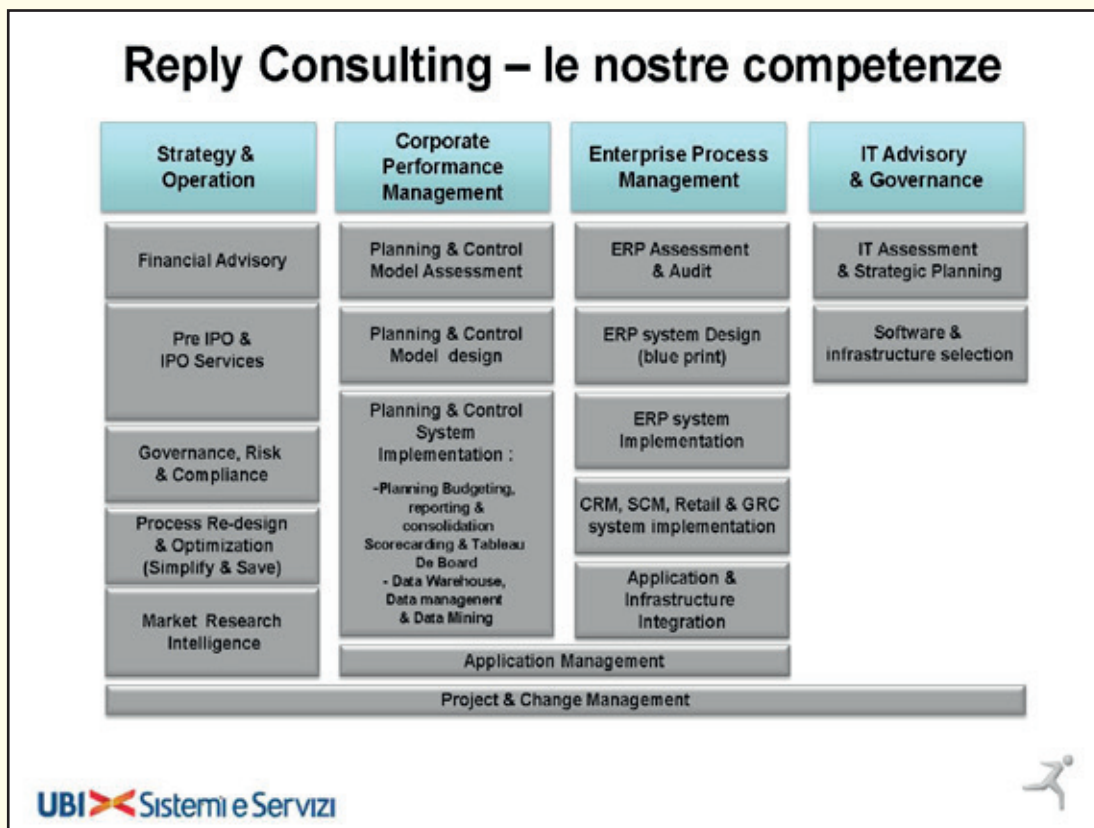 Reply Consulting – le nostre competenze
Strategy &
Operation
Financial Advisory
Pre IPO &
IPO Services
Governance, Risk
& Compliance
Process Re-design
& Optimization
(Simplify & Save)
Market Research
Intelligence
Corporate
Performance
Management
Planning & Control
Model Assessment
Planning & Control
Model design
Planning & Control
System
Implementation :
-Planning Budgeting,
reporting &
consolidation
Scorecarding & Tableau
De Board
- Data Warehouse,
Data management
& Data Mining
Enterprise Process
Management
ERP Assessment
& Audit
ERP system Design
(blue print)
ERP system
Implementation
CRM, SCM, Retail & GRC
system implementation
Application &
Infrastructure
Integration
IT Advisory
& Governance
IT Assessment
& Strategic Planning
Software &
infrastructure selection
Application Management
Project & Change Management
UBI Sistemi e Servizi